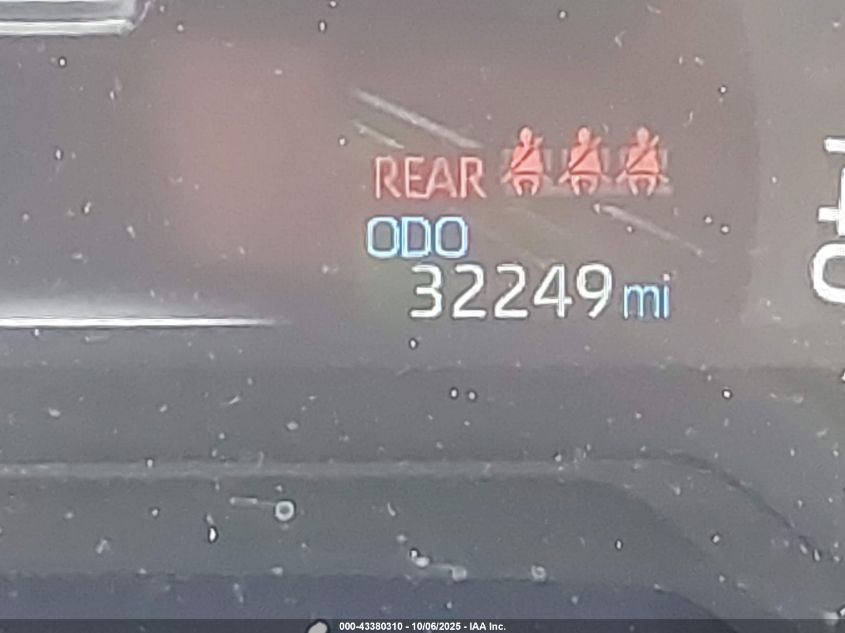 REAR
ODO
32249 mi
000-43380310 - 10/06/2025 - IAA Inc.